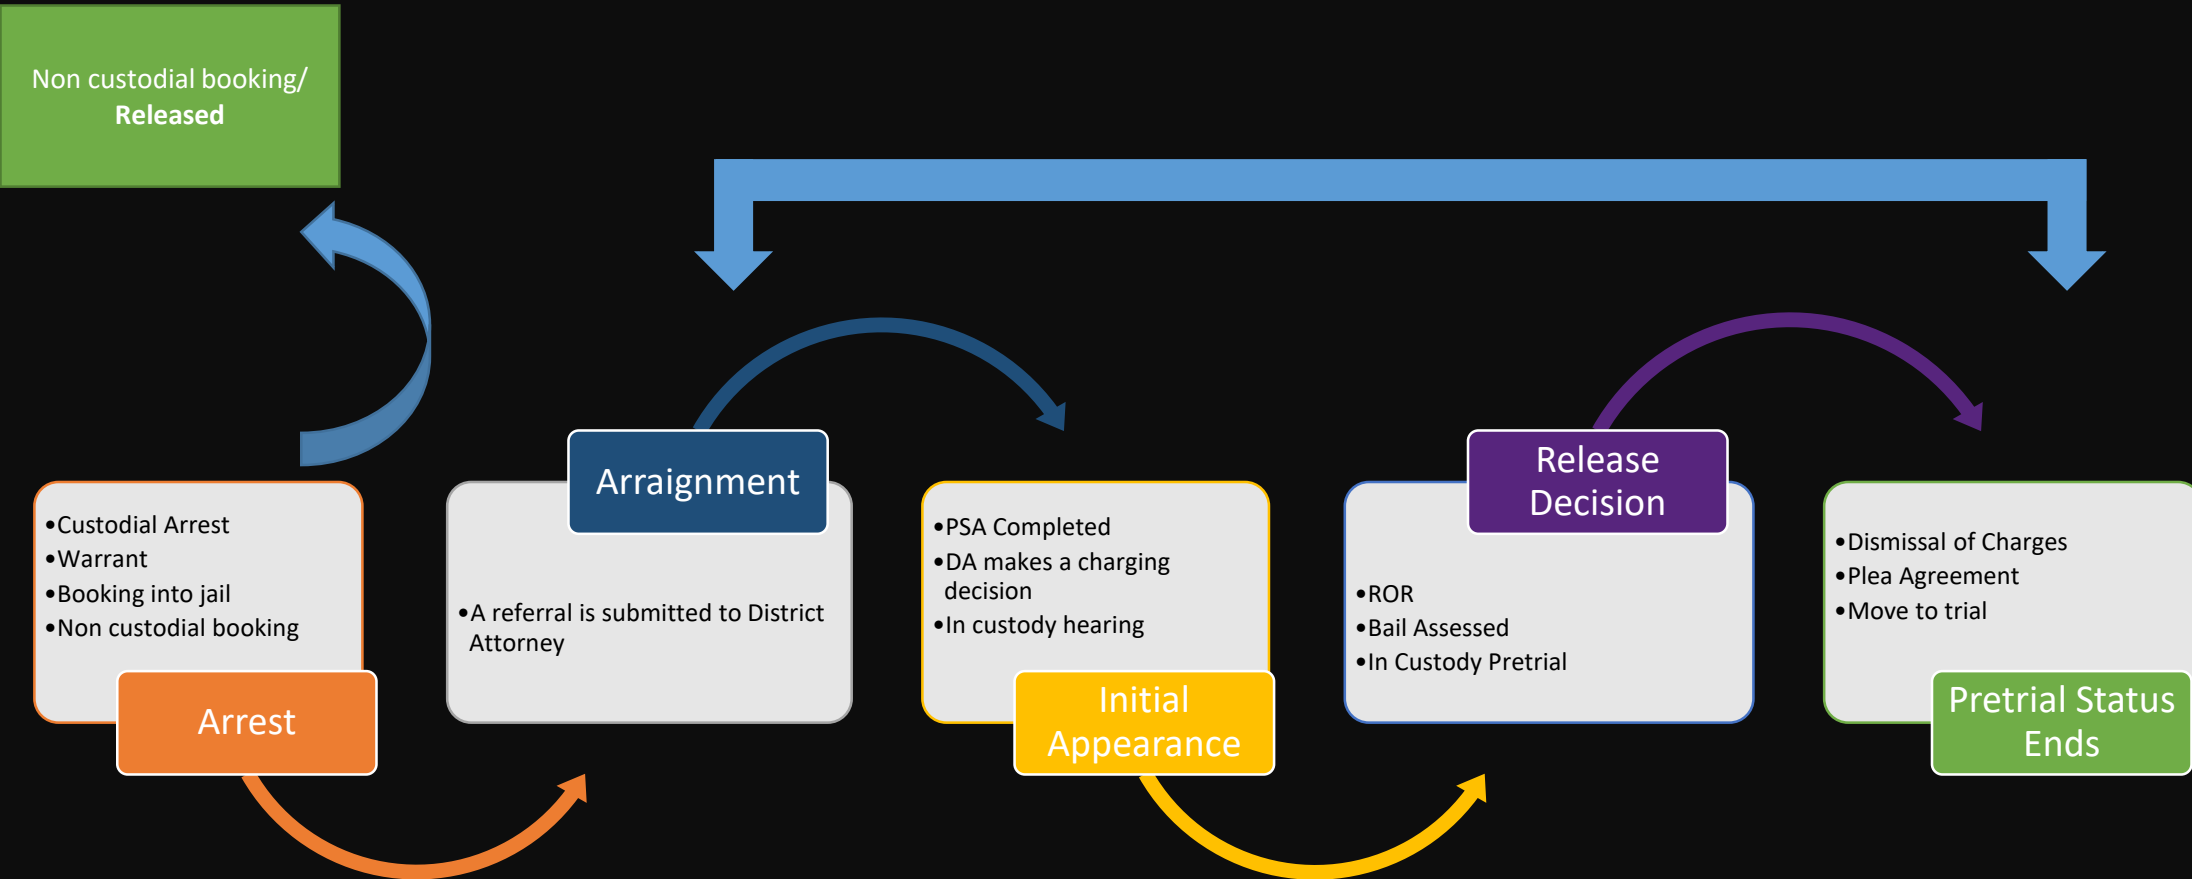 Non custodial booking/
Released
•Custodial Arrest
•Warrant
•Booking into jail
•Non custodial booking
Arrest
Arraignment
•A referral is submitted to District
Attorney
•PSA Completed
•DA makes a charging
decision
•In custody hearing
Initial
Appearance
Release
Decision
•ROR
•Bail Assessed
•In Custody Pretrial
•Dismissal of Charges
•Plea Agreement
•Move to trial
Pretrial Status
Ends